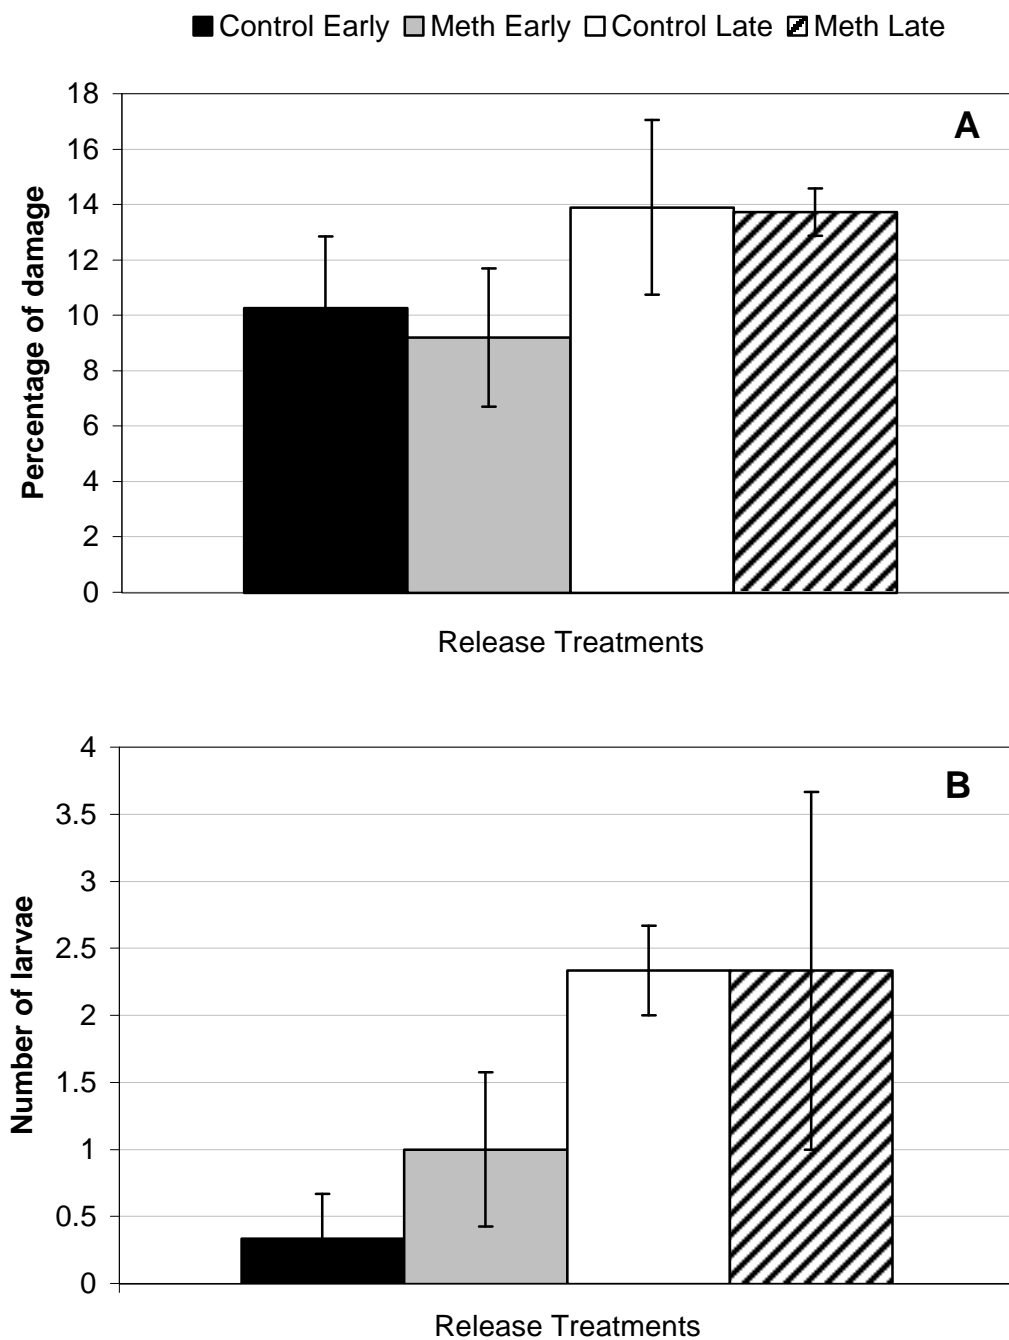 Control Early Meth Early Control Late Meth Late
A
18
16
14
12
10
8
6
4
2
0
Percentage of damage
Release Treatments
B
4
3.5
3
2.5
2
1.5
1
0.5
0
Number of larvae
Release Treatments